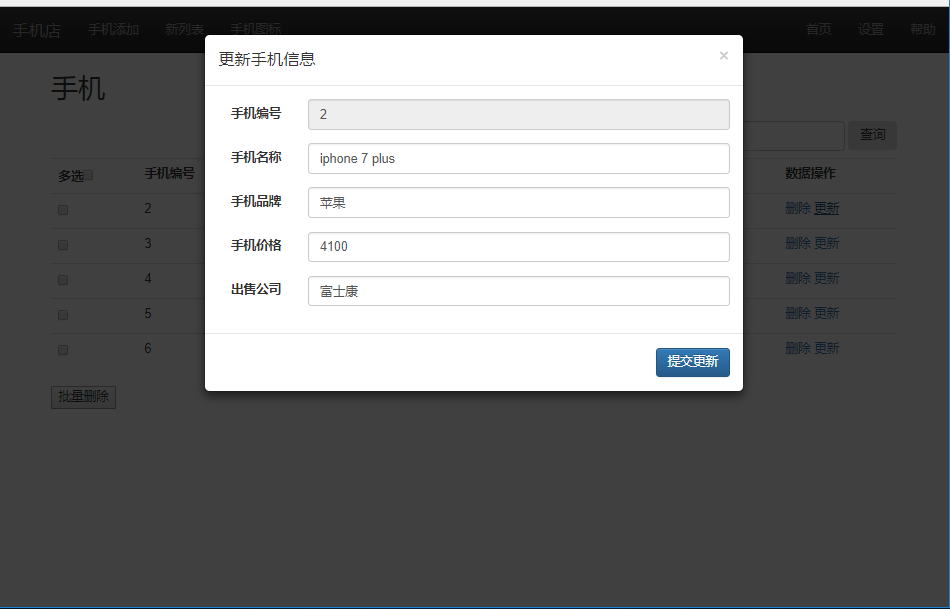 手机店 手机添加 新列表 手机图标 首页 设置 帮助
更新手机信息 ×
手机
手机编号 2
查询
手机名称 iphone 7 plus
多选 手机编号 数据操作
手机品牌 苹果
2 删除 更新
3 删除 更新
手机价格 4100
4 删除 更新
出售公司 富士康
5 删除 更新
6 删除 更新
提交更新
批量删除